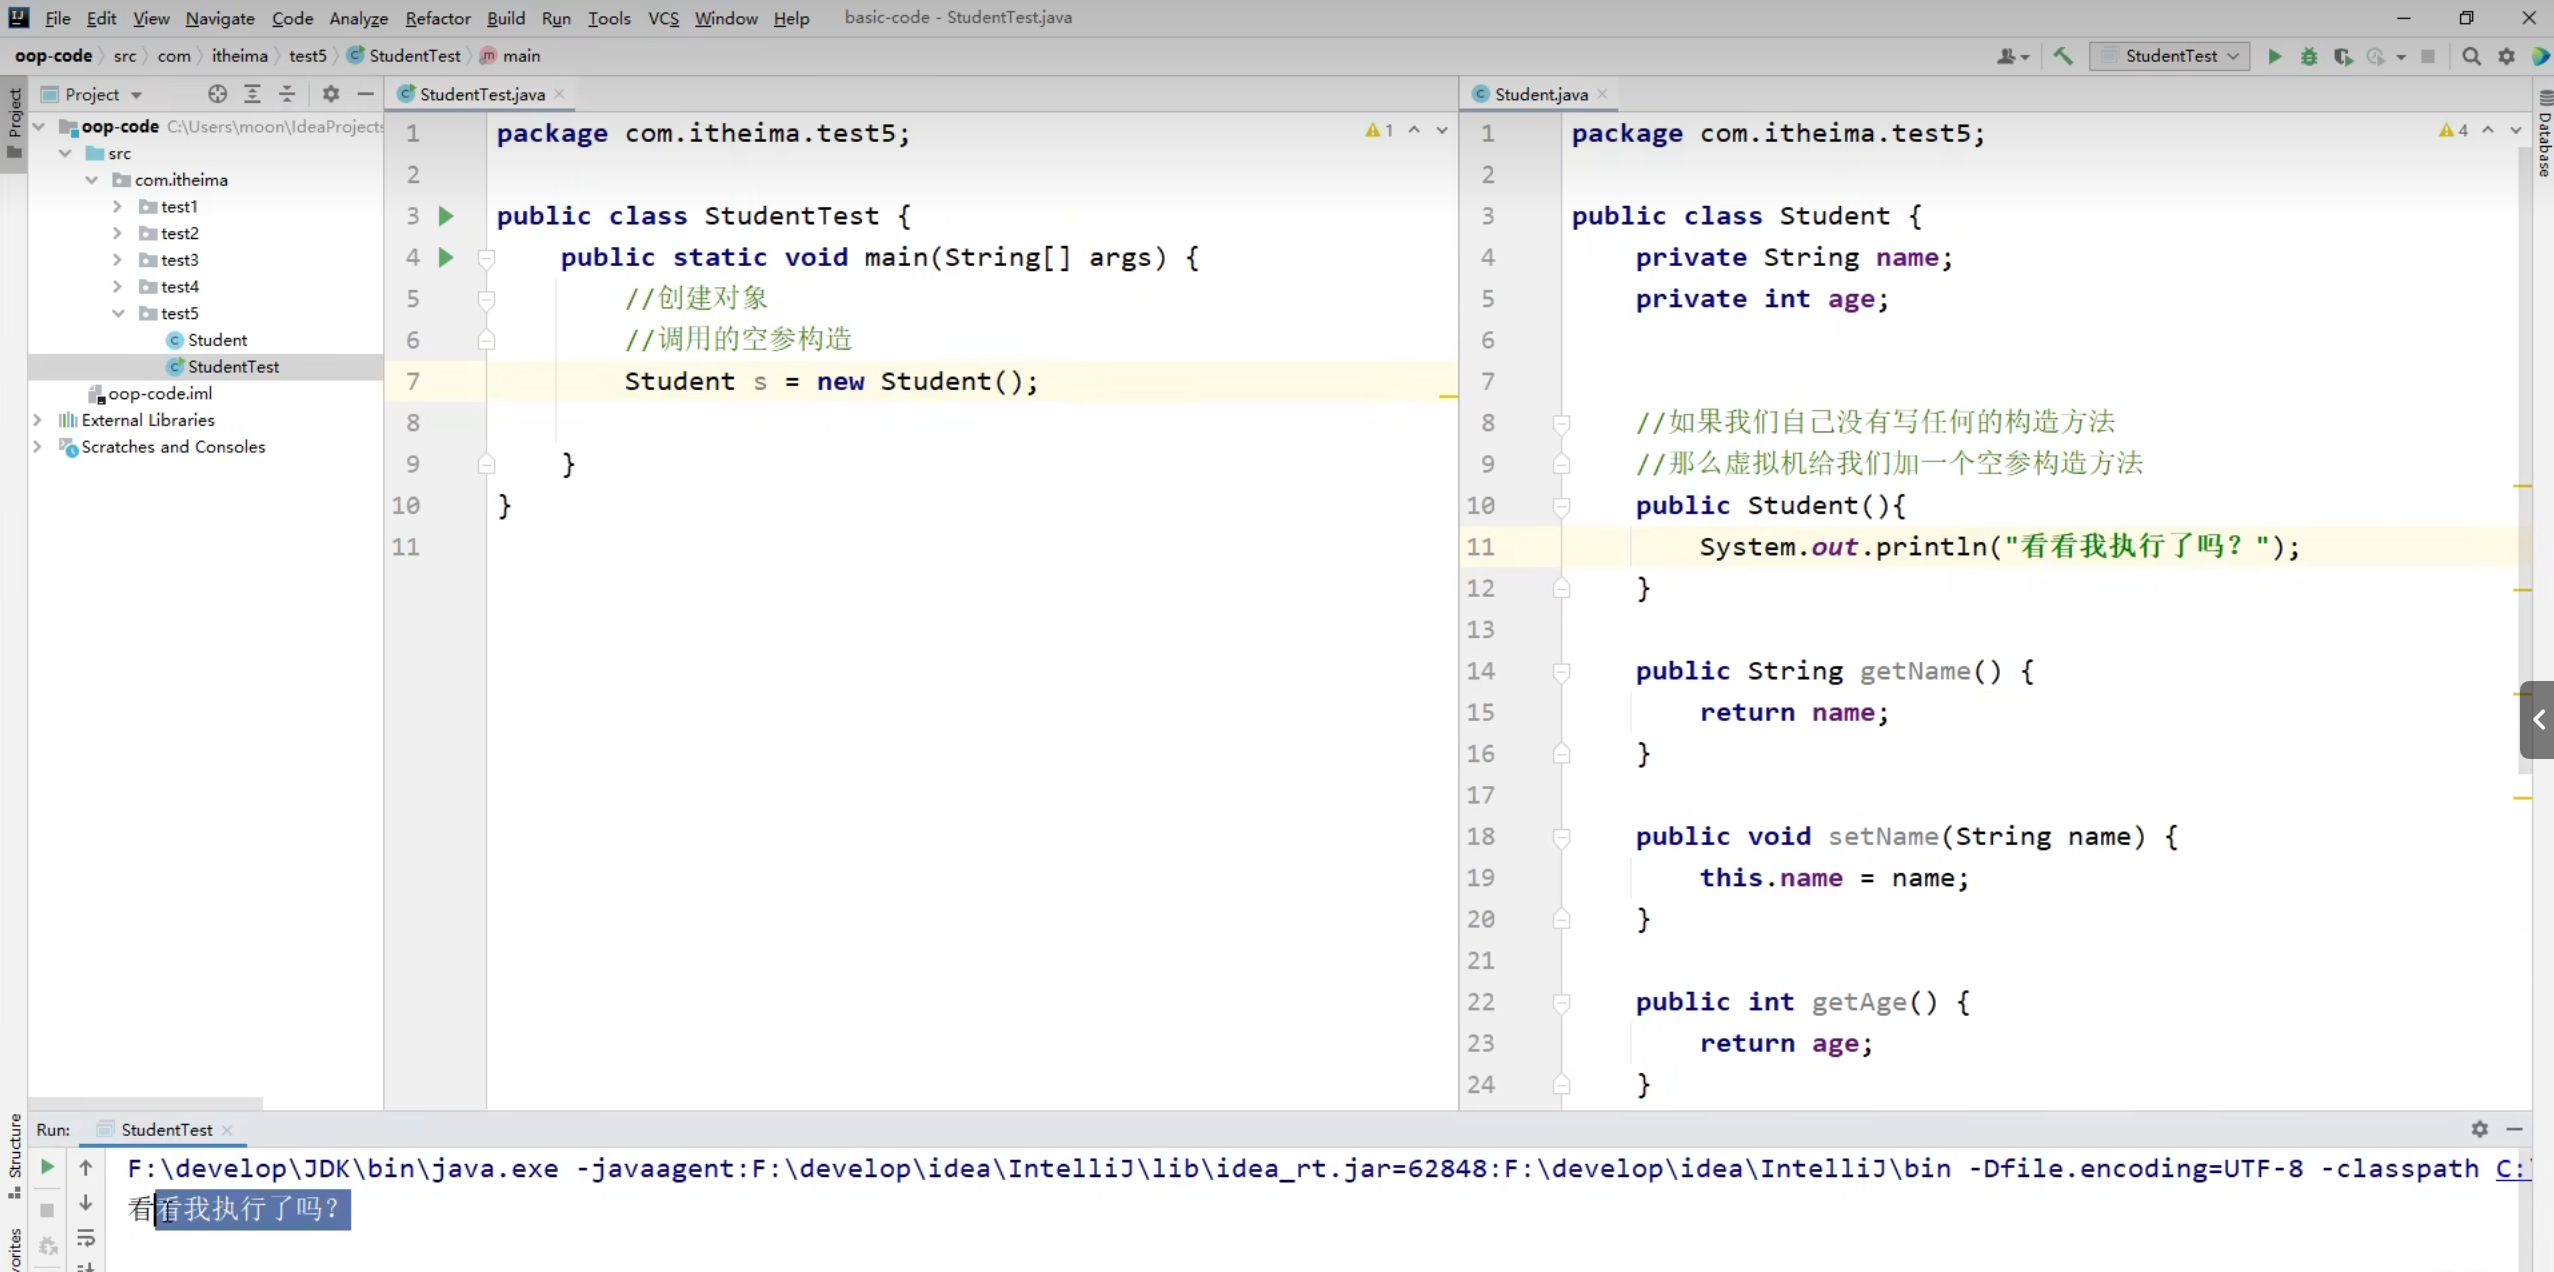 File Edit View Navigate Code Analyze Refactor Build Run Tools VCS Window Help basic-code - StudentTest.java
oop-code src com itheima test5 StudentTest main
StudentTest
Project
Project
oop-code C:\Users\moon\IdeaProjects
src
com.itheima
test1
test2
test3
test4
test5
Student
StudentTest
oop-code.iml
External Libraries
Scratches and Consoles
StudentTest.java
1
1 package com.itheima.test5;
2
3 public class StudentTest {
4 public static void main(String[] args) {
5 //创建对象
6 //调用的空参构造
7 Student s = new Student();
8
9 }
10 }
11
Student.java
4
1 package com.itheima.test5;
2
3 public class Student {
4 private String name;
5 private int age;
6
7
8 //如果我们自己没有写任何的构造方法
9 //那么虚拟机给我们加一个空参构造方法
10 public Student(){
11 System.out.println("看看我执行了吗？");
12 }
13
14 public String getName() {
15 return name;
16 }
17
18 public void setName(String name) {
19 this.name = name;
20 }
21
22 public int getAge() {
23 return age;
24 }
Database
Structure
Run: StudentTest
F:\develop\JDK\bin\java.exe -javaagent:F:\develop\idea\IntelliJ\lib\idea_rt.jar=62848:F:\develop\idea\IntelliJ\bin -Dfile.encoding=UTF-8 -classpath C:\
看看我执行了吗？